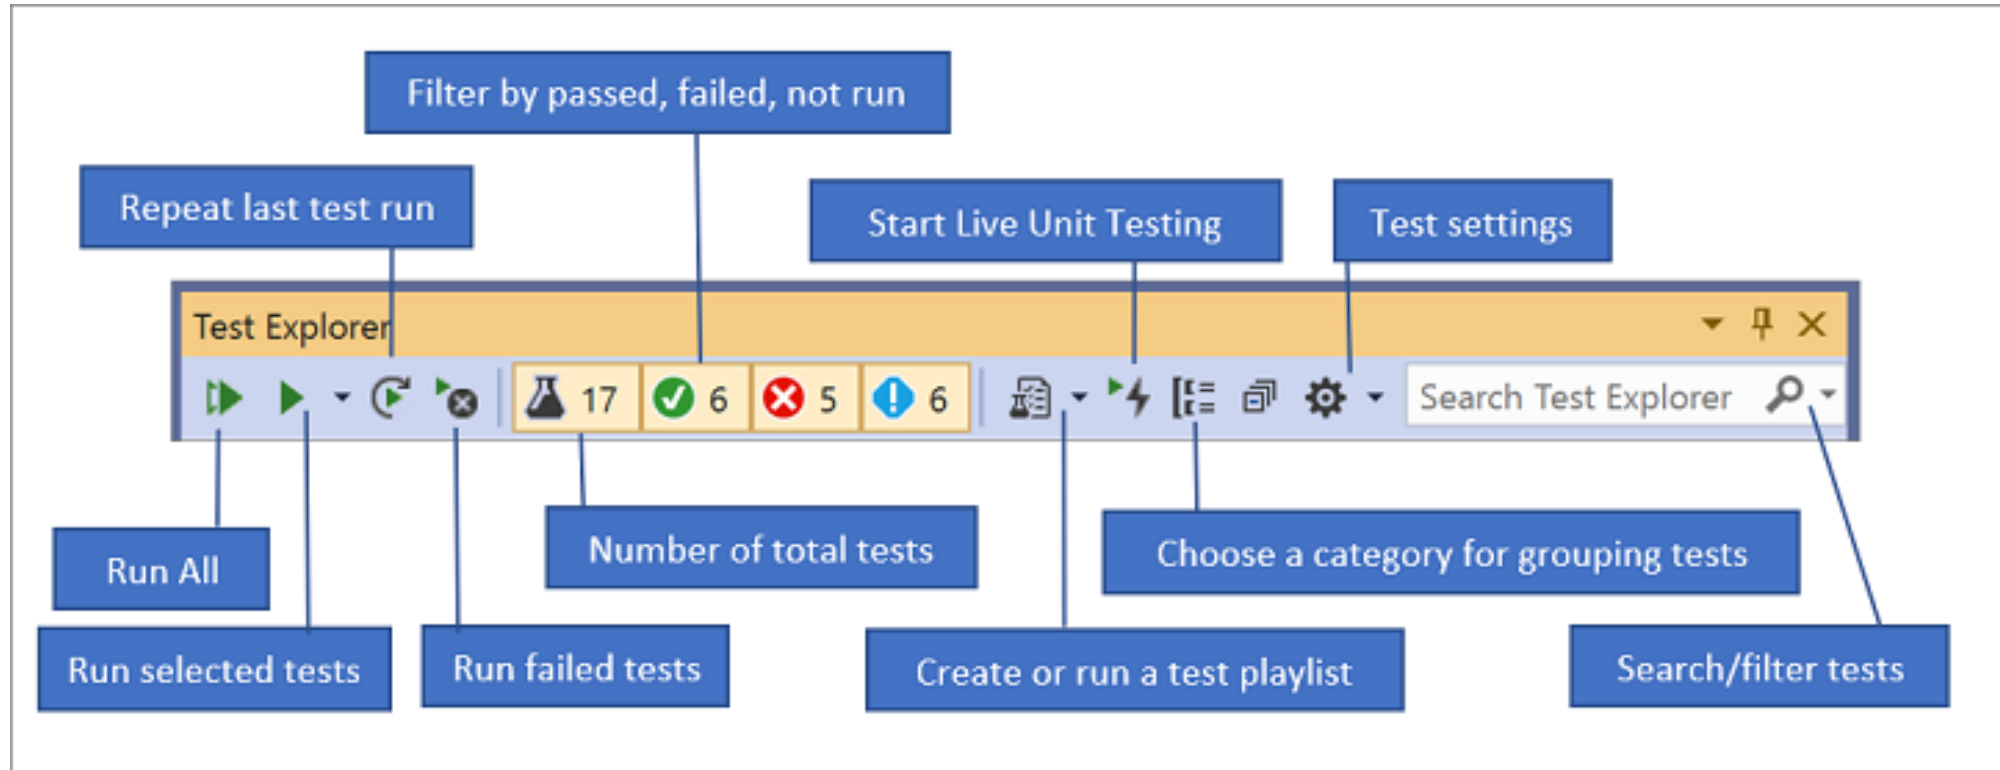 Filter by passed, failed, not run
Repeat last test run
Start Live Unit Testing
Test settings
Test Explorer
17
6
5
6
Search Test Explorer
Number of total tests
Choose a category for grouping tests
Run All
Run selected tests
Run failed tests
Create or run a test playlist
Search/filter tests